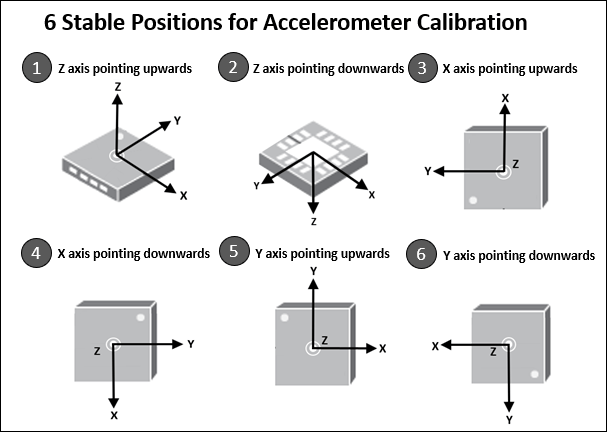 6 Stable Positions for Accelerometer Calibration
1 Z axis pointing upwards
2 Z axis pointing downwards
3 X axis pointing upwards
Z
Y
X
Y
X
Z
X
Y
Z
4 X axis pointing downwards
5 Y axis pointing upwards
6 Y axis pointing downwards
Z
Y
X
Y
Z
X
X
Z
Y